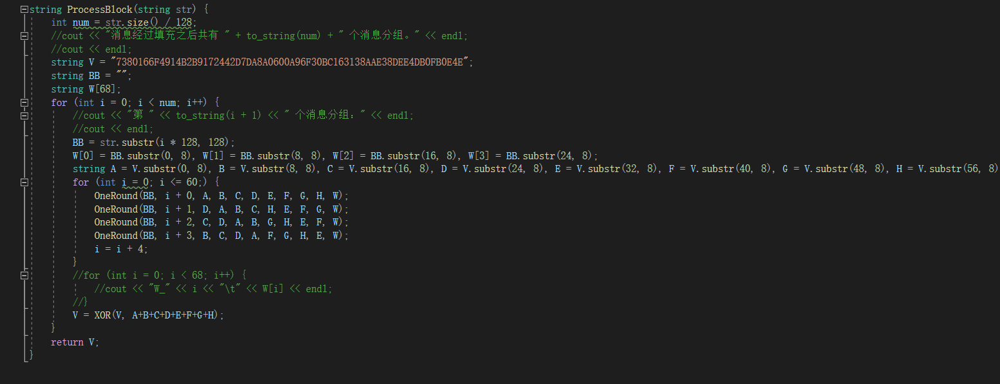 string ProcessBlock(string str) {
int num = str.size() / 128;
//cout << "消息经过填充之后共有 " + to_string(num) + " 个消息分组。" << endl;
//cout << endl;
string V = "7380166F4914B2B9172442D7DA8A0600A96F30BC163138AAE38DEE4DB0FB0E4E";
string BB = "";
string W[68];
for (int i = 0; i < num; i++) {
//cout << "第 " << to_string(i + 1) << " 个消息分组：" << endl;
//cout << endl;
BB = str.substr(i * 128, 128);
W[0] = BB.substr(0, 8), W[1] = BB.substr(8, 8), W[2] = BB.substr(16, 8), W[3] = BB.substr(24, 8);
string A = V.substr(0, 8), B = V.substr(8, 8), C = V.substr(16, 8), D = V.substr(24, 8), E = V.substr(32, 8), F = V.substr(40, 8), G = V.substr(48, 8), H = V.substr(56, 8)
for (int i = 0; i <= 60;) {
OneRound(BB, i + 0, A, B, C, D, E, F, G, H, W);
OneRound(BB, i + 1, D, A, B, C, H, E, F, G, W);
OneRound(BB, i + 2, C, D, A, B, G, H, E, F, W);
OneRound(BB, i + 3, B, C, D, A, F, G, H, E, W);
i = i + 4;
}
//for (int i = 0; i < 68; i++) {
//cout << "W_" << i << "\t" << W[i] << endl;
//}
V = XOR(V, A+B+C+D+E+F+G+H);
}
return V;
}